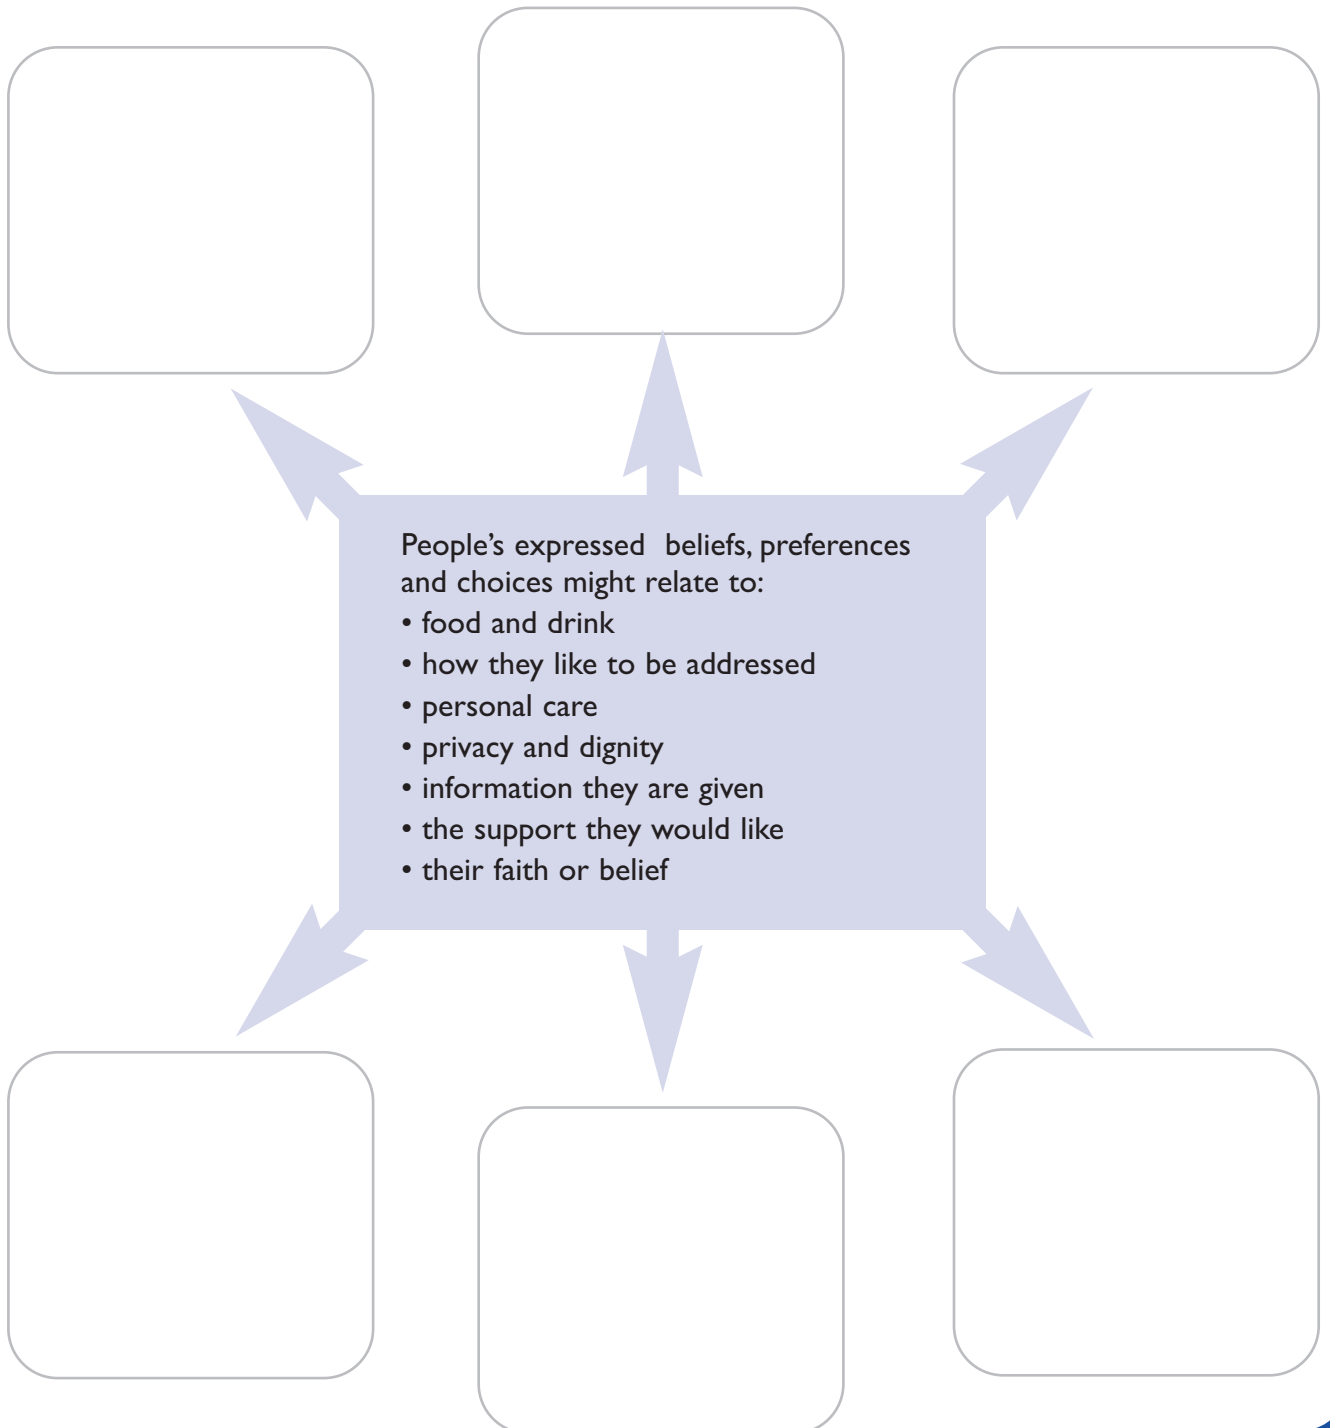 People’s expressed  beliefs, preferences
and choices might relate to:
• food and drink
• how they like to be addressed
• personal care
• privacy and dignity
• information they are given
• the support they would like
• their faith or belief